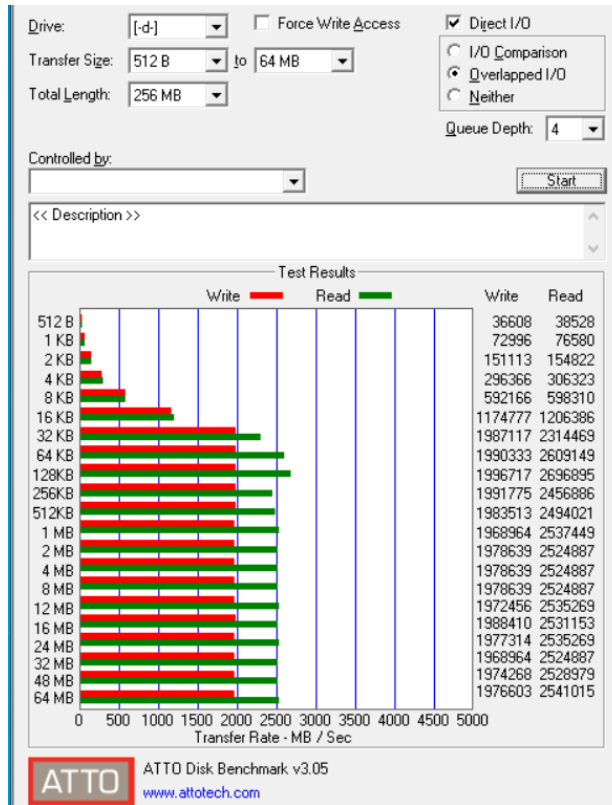 Drive: [-d-] Force Write Access Direct I/O
Transfer Size: 512 B to 64 MB I/O Comparison
Overlapped I/O
Total Length: 256 MB Neither
Queue Depth: 4
Controlled by:
Start
<< Description >>
Test Results
Write Read Write Read
512 B 36608 38528
1 KB 72996 76580
2 KB 151113 154822
4 KB 296366 306323
8 KB 592166 598310
16 KB 1174777 1206386
32 KB 1987117 2314469
64 KB 1990333 2609149
128KB 1996717 2696895
256KB 1991775 2456886
512KB 1983513 2494021
1 MB 1968964 2537449
2 MB 1978639 2524887
4 MB 1978639 2524887
8 MB 1978639 2524887
12 MB 1972456 2535269
16 MB 1988410 2531153
24 MB 1977314 2535269
32 MB 1968964 2524887
48 MB 1974268 2528979
64 MB 1976603 2541015
0 500 1000 1500 2000 2500 3000 3500 4000 4500 5000
Transfer Rate - MB / Sec
ATTO
ATTO Disk Benchmark v3.05
www.attotech.com